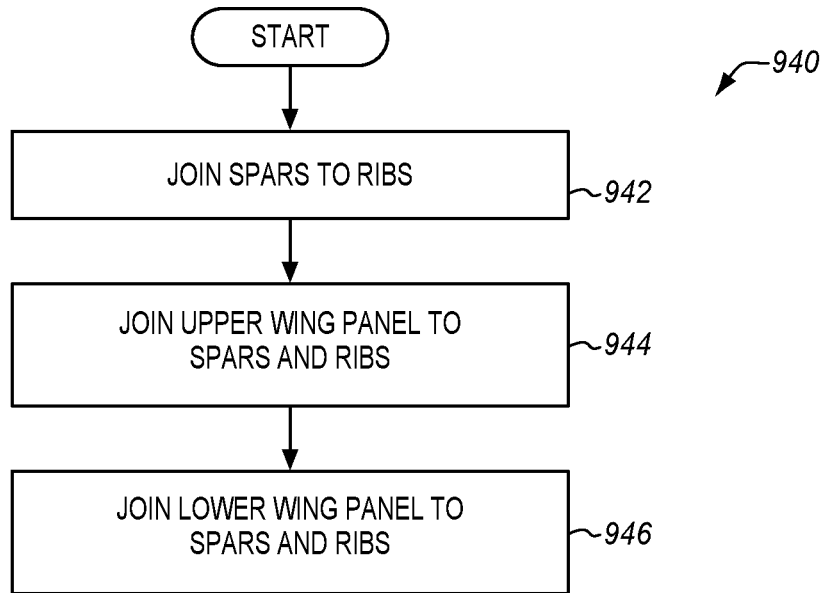 START
940
JOIN SPARS TO RIBS
942
JOIN UPPER WING PANEL TO
SPARS AND RIBS
944
JOIN LOWER WING PANEL TO
SPARS AND RIBS
946